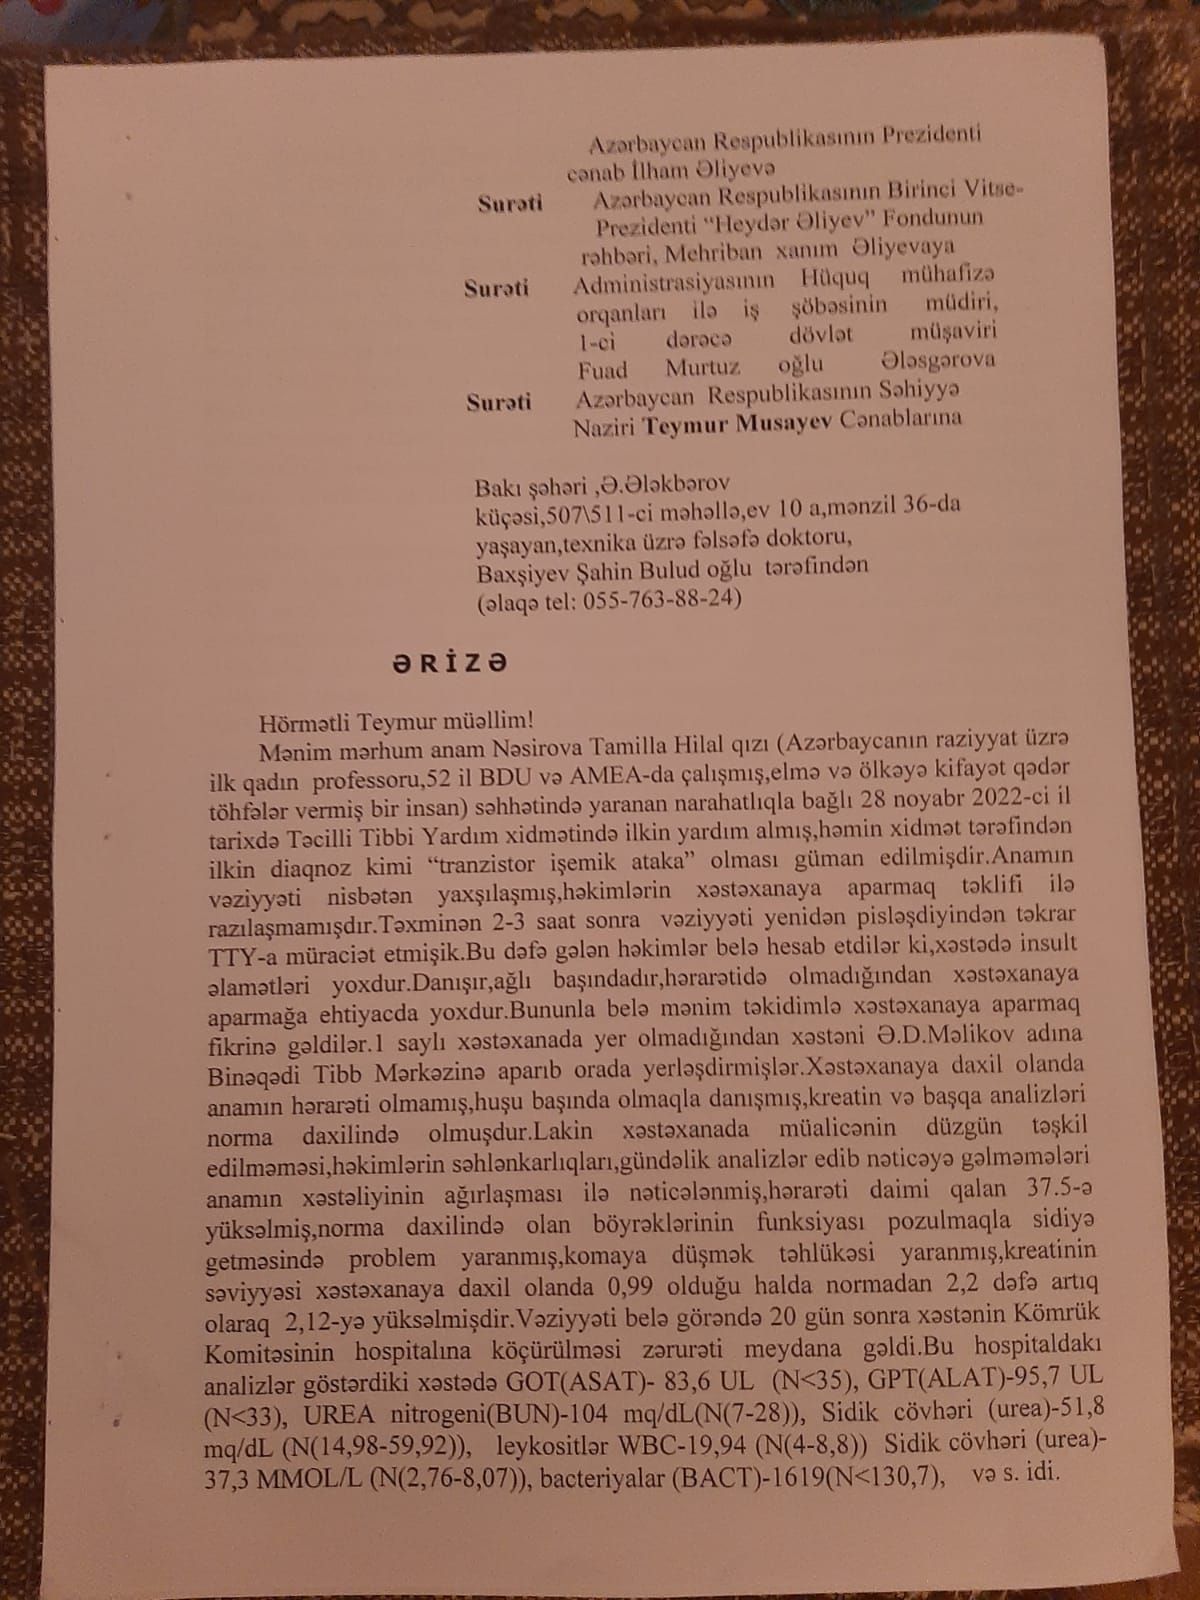 Azərbaycan Respublikasının Prezidenti
cənab İlham Əliyevə
Surəti Azərbaycan Respublikasının Birinci Vitse-
Prezidenti “Heydər Əliyev” Fondunun
rəhbəri, Mehriban xanım Əliyevaya
Surəti Administrasiyasının Hüquq mühafizə
orqanları ilə iş şöbəsinin müdiri,
1-ci dərəcə dövlət müşaviri
Fuad Murtuz oğlu Ələsgərova
Surəti Azərbaycan Respublikasının Səhiyyə
Naziri Teymur Musayev Cənablarına
Bakı şəhəri ,Ə.Ələkbərov
küçəsi,507\511-ci məhəllə,ev 10 a,mənzil 36-da
yaşayan,texnika üzrə fəlsəfə doktoru,
Baxşiyev Şahin Bulud oğlu tərəfindən
(əlaqə tel: 055-763-88-24)
ƏRİZƏ
Hörmətli Teymur müəllim!
Mənim mərhum anam Nəsirova Tamilla Hilal qızı (Azərbaycanın raziyyat üzrə
ilk qadın professoru,52 il BDU və AMEA-da çalışmış,elmə və ölkəyə kifayət qədər
töhfələr vermiş bir insan) səhhətində yaranan narahatlıqla bağlı 28 noyabr 2022-ci il
tarixdə Təcilli Tibbi Yardım xidmətində ilkin yardım almış,həmin xidmət tərəfindən
ilkin diaqnoz kimi “tranzistor işemik ataka” olması güman edilmişdir.Anamın
vəziyyəti nisbətən yaxşılaşmış,həkimlərin xəstəxanaya aparmaq təklifi ilə
razılaşmamışdır.Təxminən 2-3 saat sonra vəziyyəti yenidən pisləşdiyindən təkrar
TTY-a müraciət etmişik.Bu dəfə gələn həkimlər belə hesab etdilər ki,xəstədə insult
əlamətləri yoxdur.Danışır,ağlı başındadır,hərarətidə olmadığından xəstəxanaya
aparmağa ehtiyacda yoxdur.Bununla belə mənim təkidimlə xəstəxanaya aparmaq
fikrinə gəldilər.1 saylı xəstəxanada yer olmadığından xəstəni Ə.D.Məlikov adına
Binəqədi Tibb Mərkəzinə aparıb orada yerləşdirmişlər.Xəstəxanaya daxil olanda
anamın hərarəti olmamış,huşu başında olmaqla danışmış,kreatin və başqa analizləri
norma daxilində olmuşdur.Lakin xəstəxanada müalicənin düzgün təşkil
edilməməsi,həkimlərin səhlənkarlıqları,gündəlik analizlər edib nəticəyə gəlməmələri
anamın xəstəliyinin ağırlaşması ilə nəticələnmiş,hərarəti daimi qalan 37.5-ə
yüksəlmiş,norma daxilində olan böyrəklərinin funksiyası pozulmaqla sidiyə
getməsində problem yaranmış,komaya düşmək təhlükəsi yaranmış,kreatinin
səviyyəsi xəstəxanaya daxil olanda 0,99 olduğu halda normadan 2,2 dəfə artıq
olaraq 2,12-yə yüksəlmişdir.Vəziyyəti belə görəndə 20 gün sonra xəstənin Kömrük
Komitəsinin hospitalına köçürülməsi zərurəti meydana gəldi.Bu hospitaldakı
analizlər göstərdiki xəstədə GOT(ASAT)- 83,6 UL (N<35), GPT(ALAT)-95,7 UL
(N<33), UREA nitrogeni(BUN)-104 mq/dL(N(7-28)), Sidik cövhəri (urea)-51,8
mq/dL (N(14,98-59,92)), leykositlər WBC-19,94 (N(4-8,8)) Sidik cövhəri (urea)-
37,3 MMOL/L (N(2,76-8,07)), bacteriyalar (BACT)-1619(N<130,7), və s. idi.